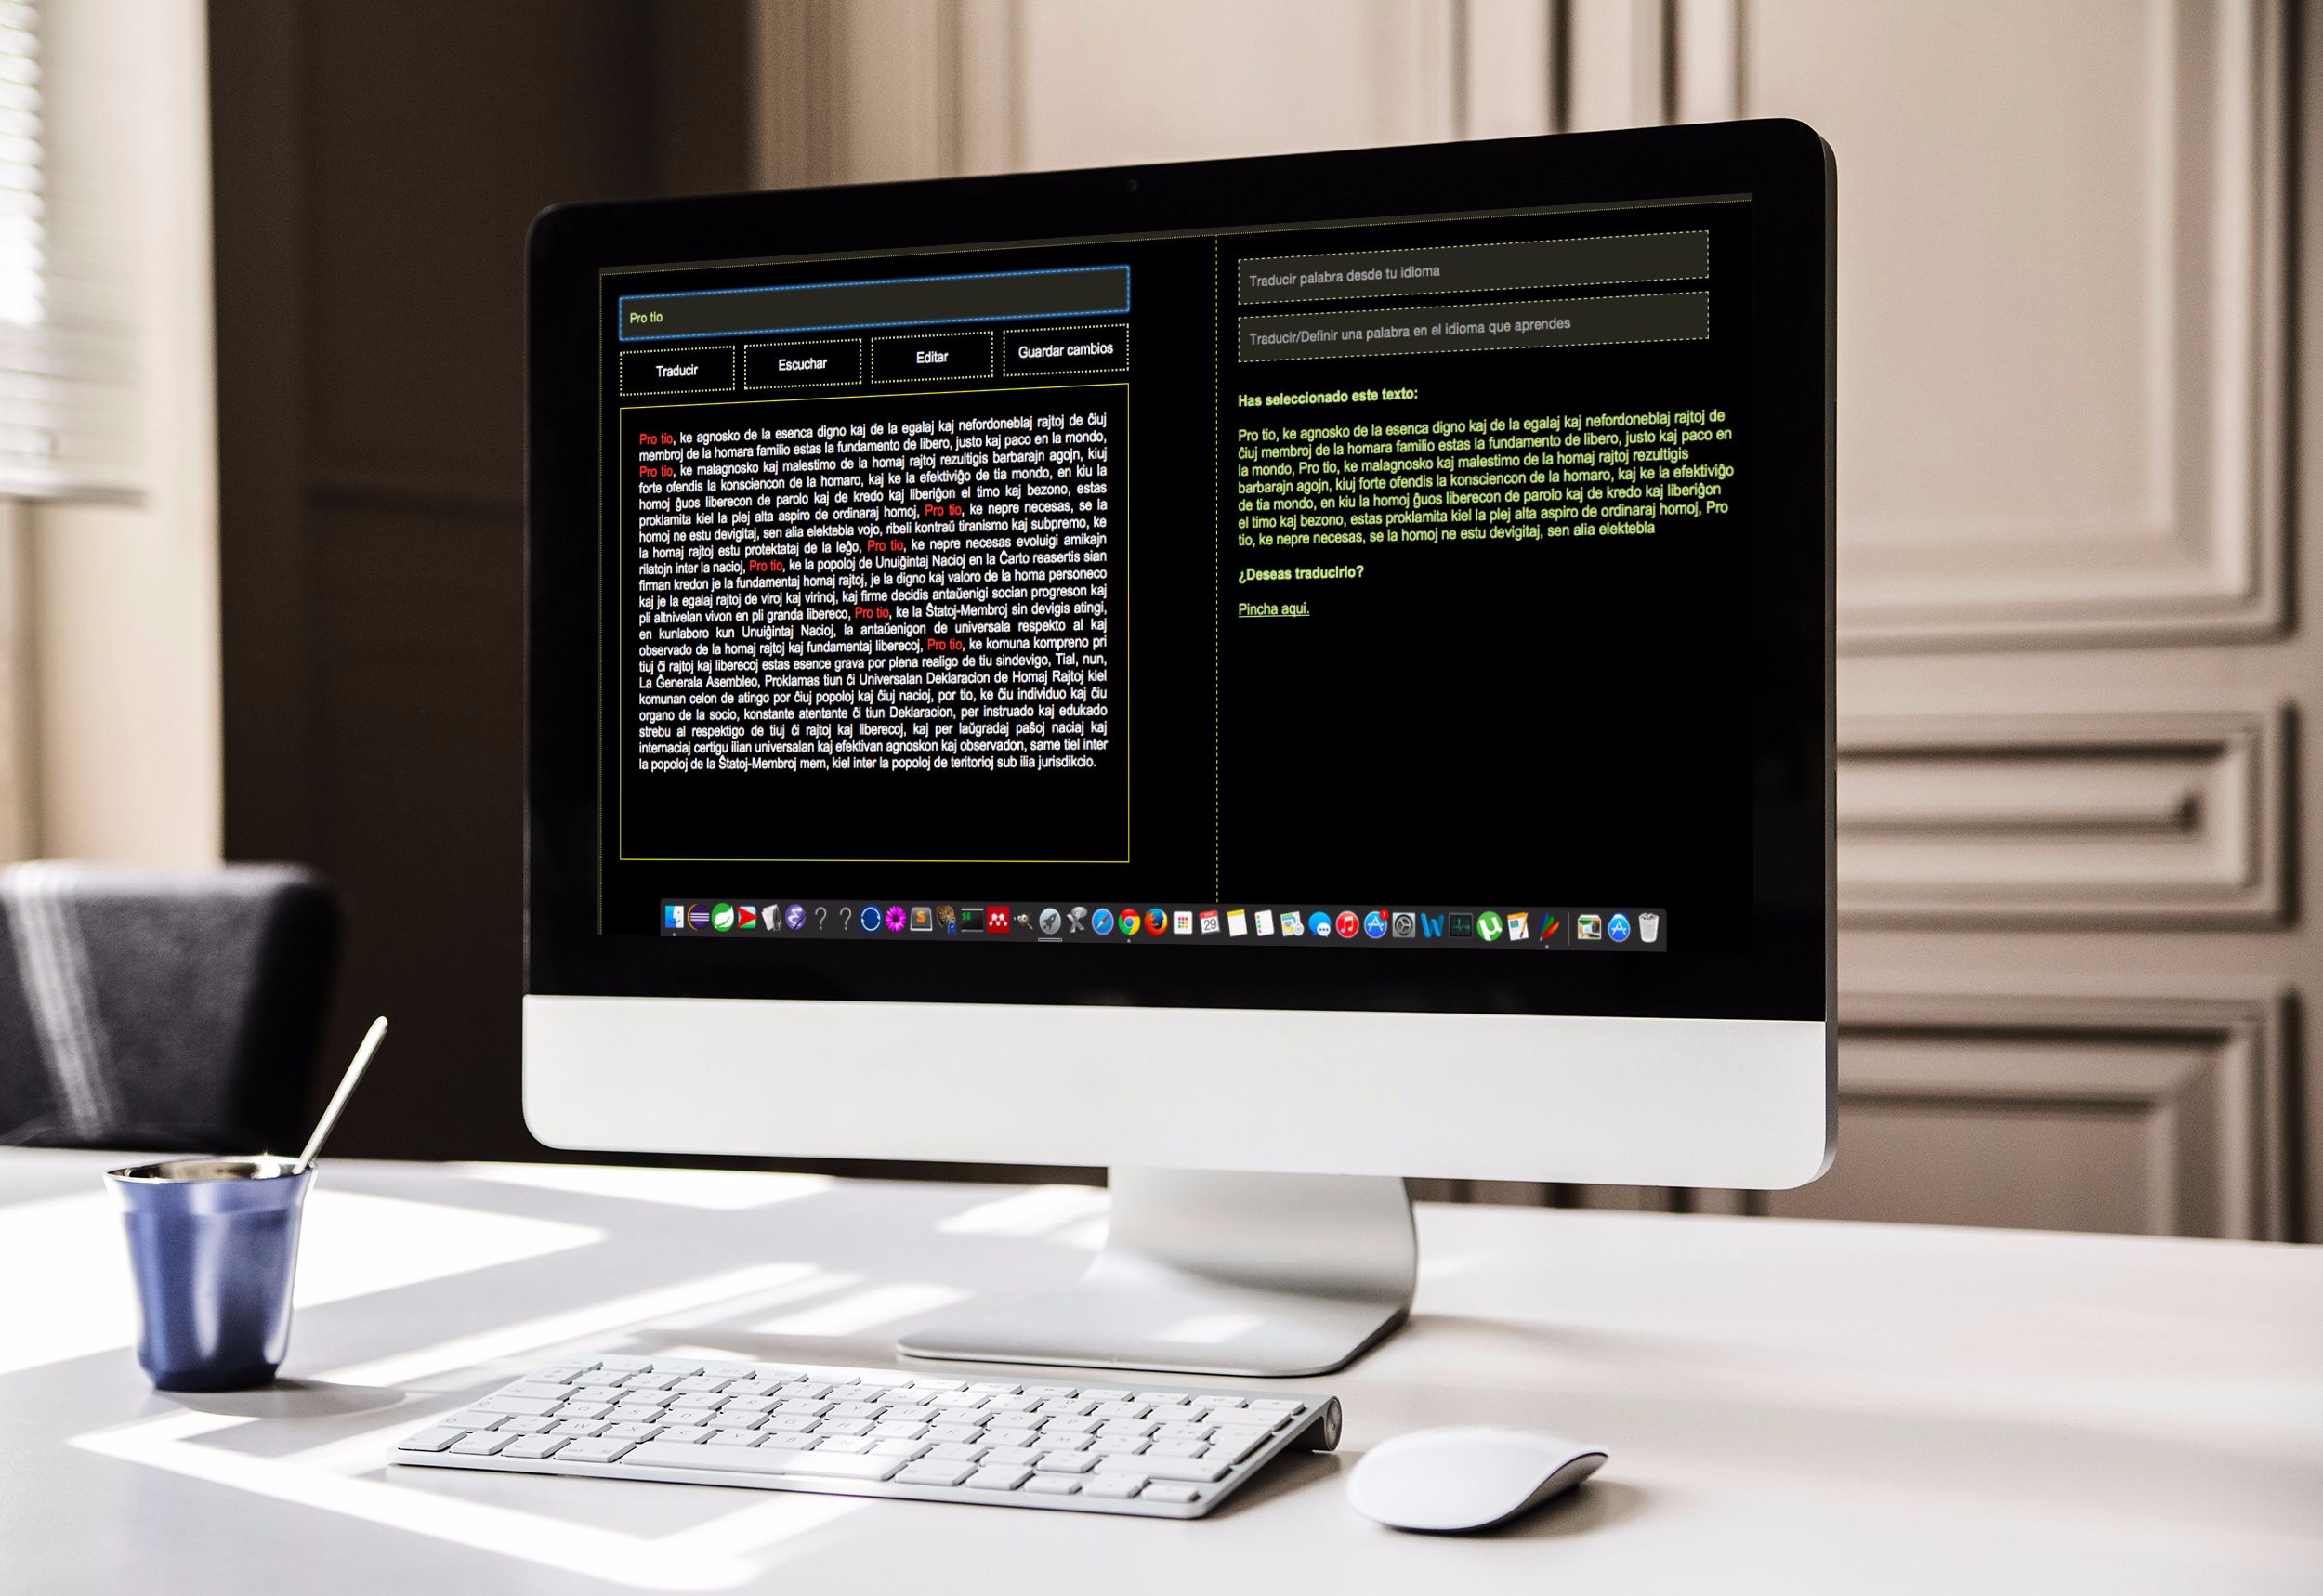 Pro tio
Traducir
Escuchar
Editar
Guardar cambios
Pro tio, ke agnosko de la esenca digno kaj de la egalaj kaj nefordoneblaj rajtoj de ĉiuj
membroj de la homara familio estas la fundamento de libero, justo kaj paco en la mondo,
Pro tio, ke malagnosko kaj malestimo de la homaj rajtoj rezultigis barbarajn agojn, kiuj
forte ofendis la konsciencon de la homaro, kaj ke la efektiviĝo de tia mondo, en kiu la
homoj ĝuos liberecon de parolo kaj de kredo kaj liberiĝon el timo kaj bezono, estas
proklamita kiel la plej alta aspiro de ordinaraj homoj, Pro tio, ke nepre necesas, se la
homoj ne estu devigitaj, sen alia elektebla vojo, ribeli kontraŭ tiranismo kaj subpremo, ke
la homaj rajtoj estu protektataj de la leĝo, Pro tio, ke nepre necesas evoluigi amikajn
rilatojn inter la nacioj, Pro tio, ke la popoloj de Unuiĝintaj Nacioj en la Ĉarto reasertis sian
firman kredon je la fundamentaj homaj rajtoj, je la digno kaj valoro de la homa personeco
kaj je la egalaj rajtoj de viroj kaj virinoj, kaj firme decidis antaŭenigi socian progreson kaj
pli altnivelan vivon en pli granda libereco, Pro tio, ke la Ŝtatoj-Membroj sin devigis atingi,
en kunlaboro kun Unuiĝintaj Nacioj, la antaŭenigon de universala respekto al kaj
observado de la homaj rajtoj kaj fundamentaj liberecoj, Pro tio, ke komuna kompreno pri
tiuj ĉi rajtoj kaj liberecoj estas esence grava por plena realigo de tiu sindevigo, Tial, nun,
La Ĝenerala Asembleo, Proklamas tiun ĉi Universalan Deklaracion de Homaj Rajtoj kiel
komunan celon de atingo por ĉiuj popoloj kaj ĉiuj nacioj, por tio, ke ĉiu individuo kaj ĉiu
organo de la socio, konstante atentante ĉi tiun Deklaracion, per instruado kaj edukado
strebu al respektigo de tiuj ĉi rajtoj kaj liberecoj, kaj per laŭgradaj paŝoj naciaj kaj
internaciaj certigu ilian universalan kaj efektivan agnoskon kaj observadon, same tiel inter
la popoloj de la Ŝtatoj-Membroj mem, kiel inter la popoloj de teritorioj sub ilia jurisdikcio.
Traducir palabra desde tu idioma
Traducir/Definir una palabra en el idioma que aprendes
Has seleccionado este texto:
Pro tio, ke agnosko de la esenca digno kaj de la egalaj kaj nefordoneblaj rajtoj de
ĉiuj membroj de la homara familio estas la fundamento de libero, justo kaj paco en
la mondo, Pro tio, ke malagnosko kaj malestimo de la homaj rajtoj rezultigis
barbarajn agojn, kiuj forte ofendis la konsciencon de la homaro, kaj ke la efektiviĝo
de tia mondo, en kiu la homoj ĝuos liberecon de parolo kaj de kredo kaj liberiĝon
el timo kaj bezono, estas proklamita kiel la plej alta aspiro de ordinaraj homoj, Pro
tio, ke nepre necesas, se la homoj ne estu devigitaj, sen alia elektebla
¿Deseas traducirlo?
Pincha aqui.
29